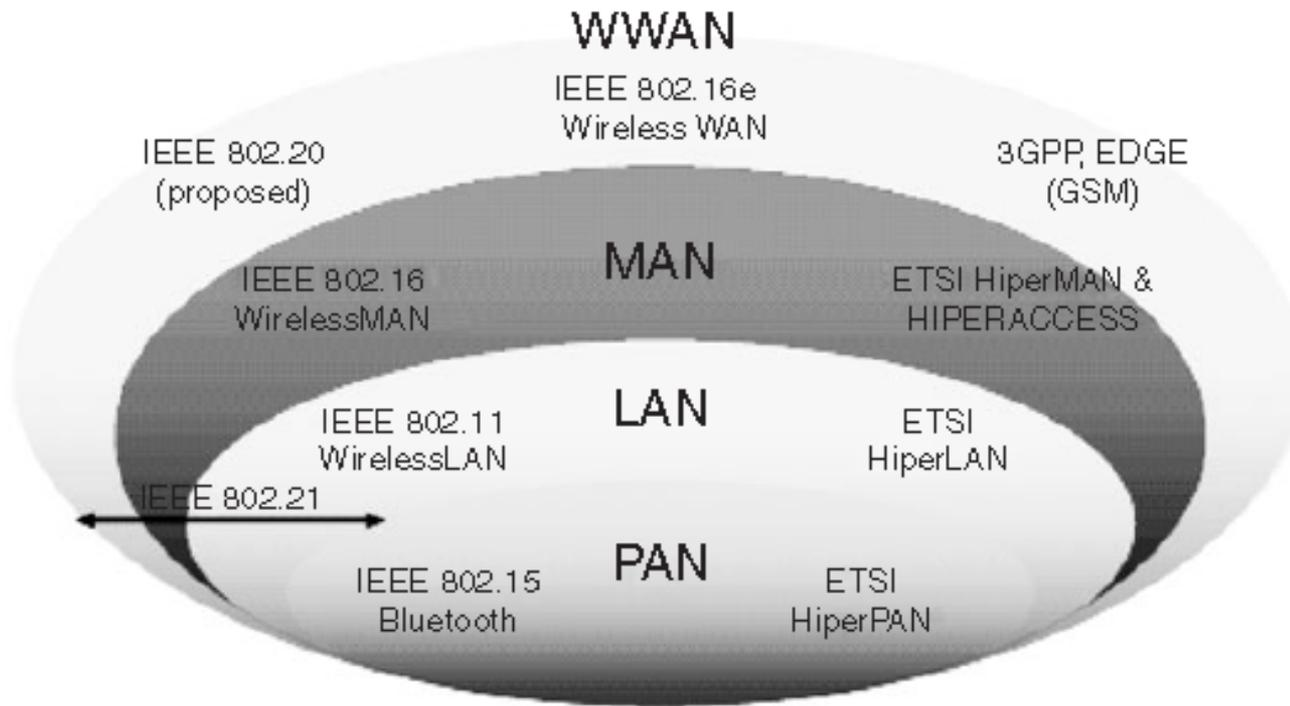 WWAN
IEEE 802.16e
Wireless WAN
IEEE 802.20
(proposed)
3GPP, EDGE
(GSM)
MAN
IEEE 802.16
WirelessMAN
ETSI HiperMAN &
HIPERACCESS
LAN
IEEE 802.11
WirelessLAN
ETSI
HiperLAN
IEEE 802.21
PAN
IEEE 802.15
Bluetooth
ETSI
HiperPAN